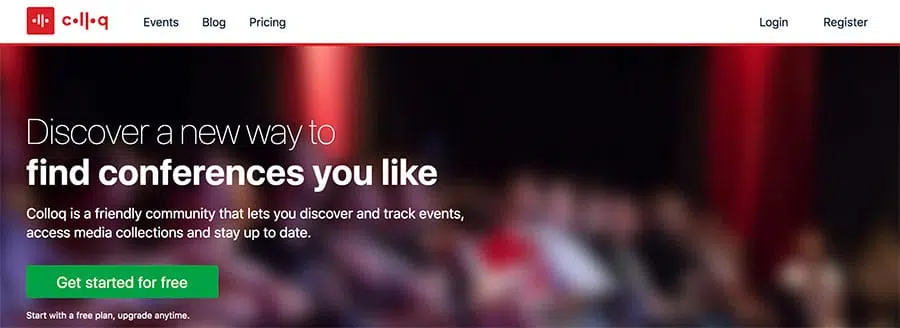 colloq
Events
Blog
Pricing
Login
Register
Discover a new way to
find conferences you like
Colloq is a friendly community that lets you discover and track events,
access media collections and stay up to date.
Get started for free
Start with a free plan, upgrade anytime.